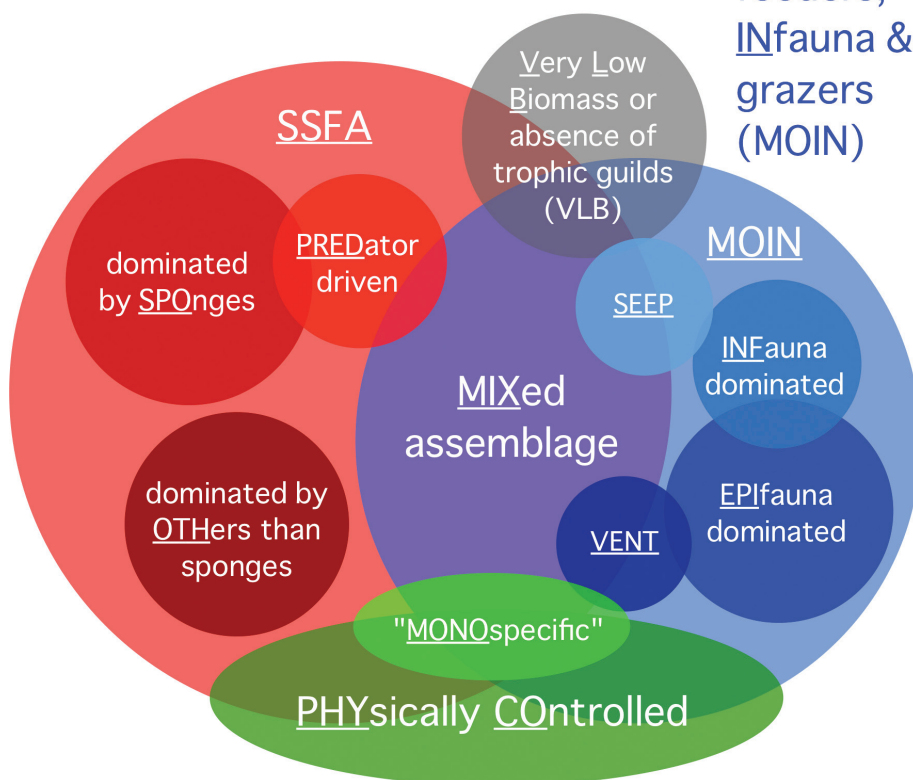 INfauna &
grazers
(MOIN)
Very Low
Biomass or
absence of
trophic guilds
(VLB)
SSFA
MOIN
PREDator
driven
dominated
by SPOnges
SEEP
INFauna
dominated
MIXed
assemblage
dominated by
OTHers than
sponges
EPIfauna
dominated
VENT
"MONOspecific"
PHYsically COntrolled